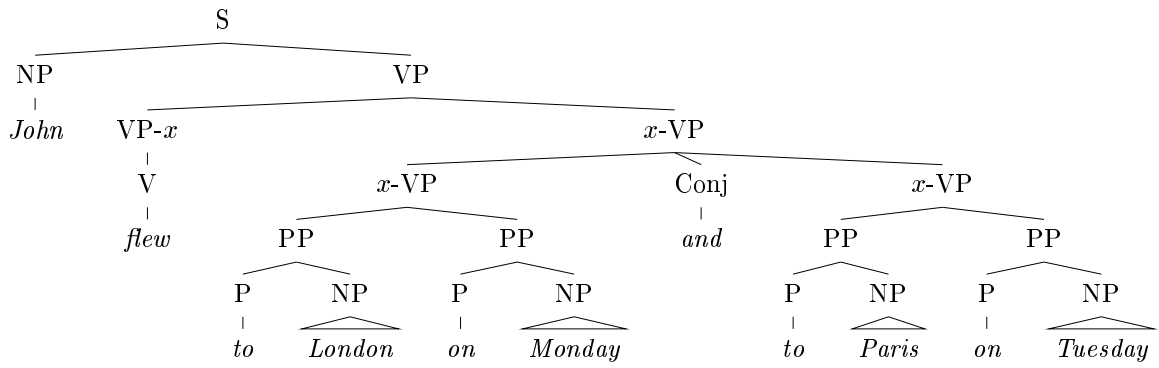 S
NP VP
John VP-x x-VP
V x-VP Conj x-VP
flew PP PP and PP PP
P NP P NP P NP P NP
to London on Monday to Paris on Tuesday